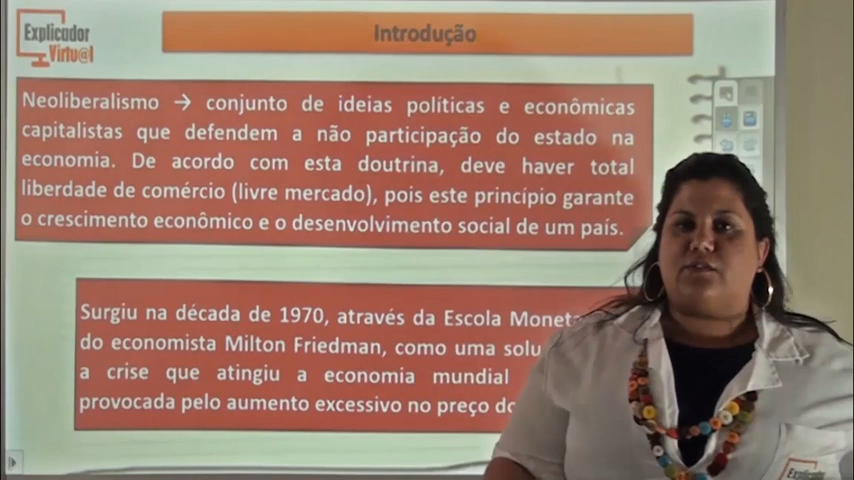 Explicador
Virtu@l
Introdução
Neoliberalismo → conjunto de ideias políticas e econômicas
capitalistas que defendem a não participação do estado na
economia. De acordo com esta doutrina, deve haver total
liberdade de comércio (livre mercado), pois este princípio garante
o crescimento econômico e o desenvolvimento social de um país.
Surgiu na década de 1970, através da Escola
do economista Milton Friedman, como uma
a crise que atingiu a economia mundial
provocada pelo aumento excessivo no preço
Explicador